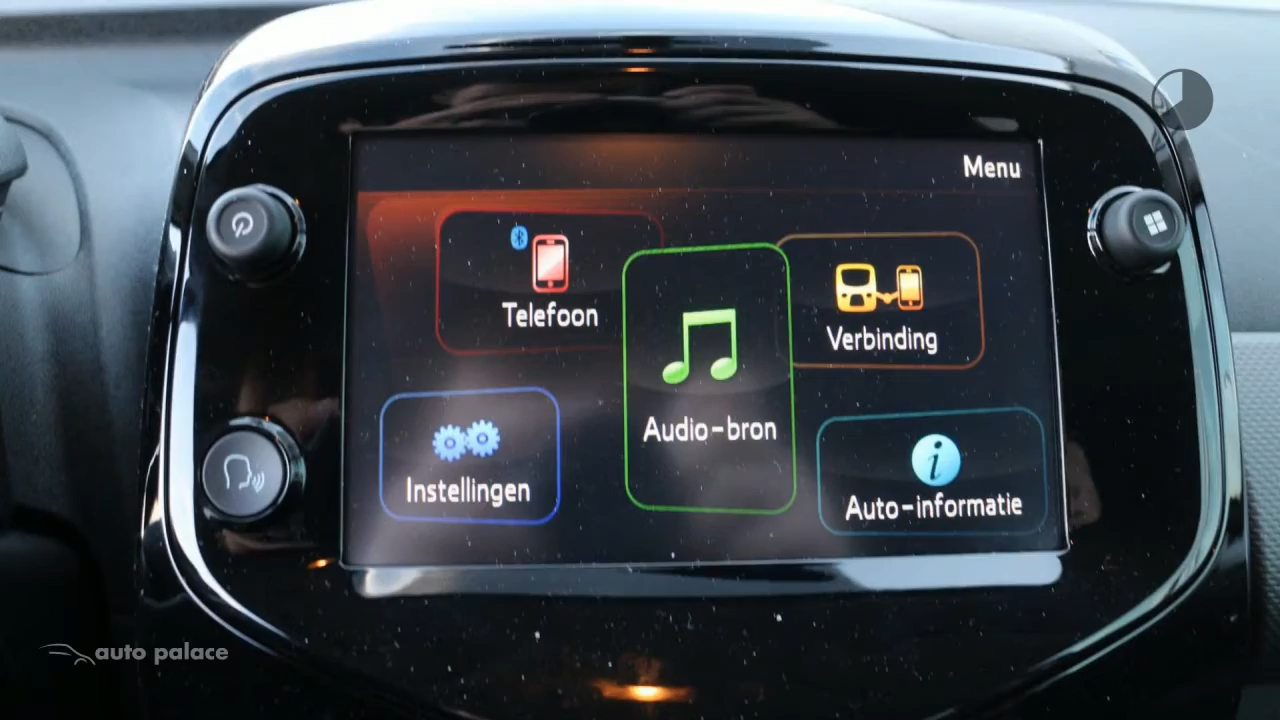 Menu
Telefoon
Verbinding
Audio-bron
Instellingen
Auto-informatie
auto palace